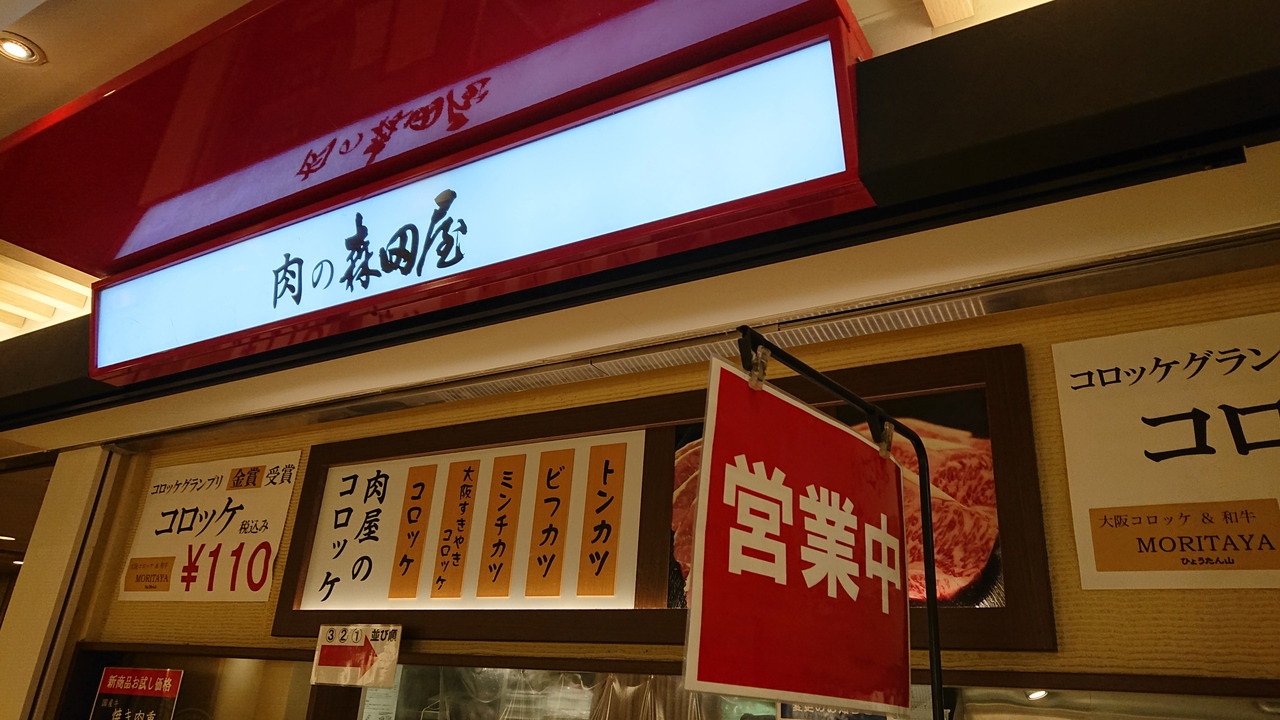 肉の森田屋
コロッケグランプリ 金賞 受賞
コロッケ 税込み
¥110
MORITAYA
肉屋の
コロッケ
トンカツ
ビフカツ
ミンチカツ
大阪すきやき
コロッケ
コロッケ
営業中
コロッケグラン
コロ
大阪コロッケ & 和牛
MORITAYA
ひょうたん山
③②①並び順
新商品お試し価格